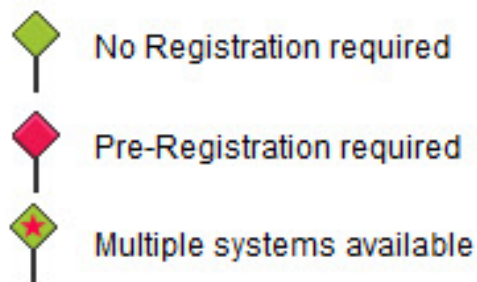 No Registration required
Pre-Registration required
Multiple systems available